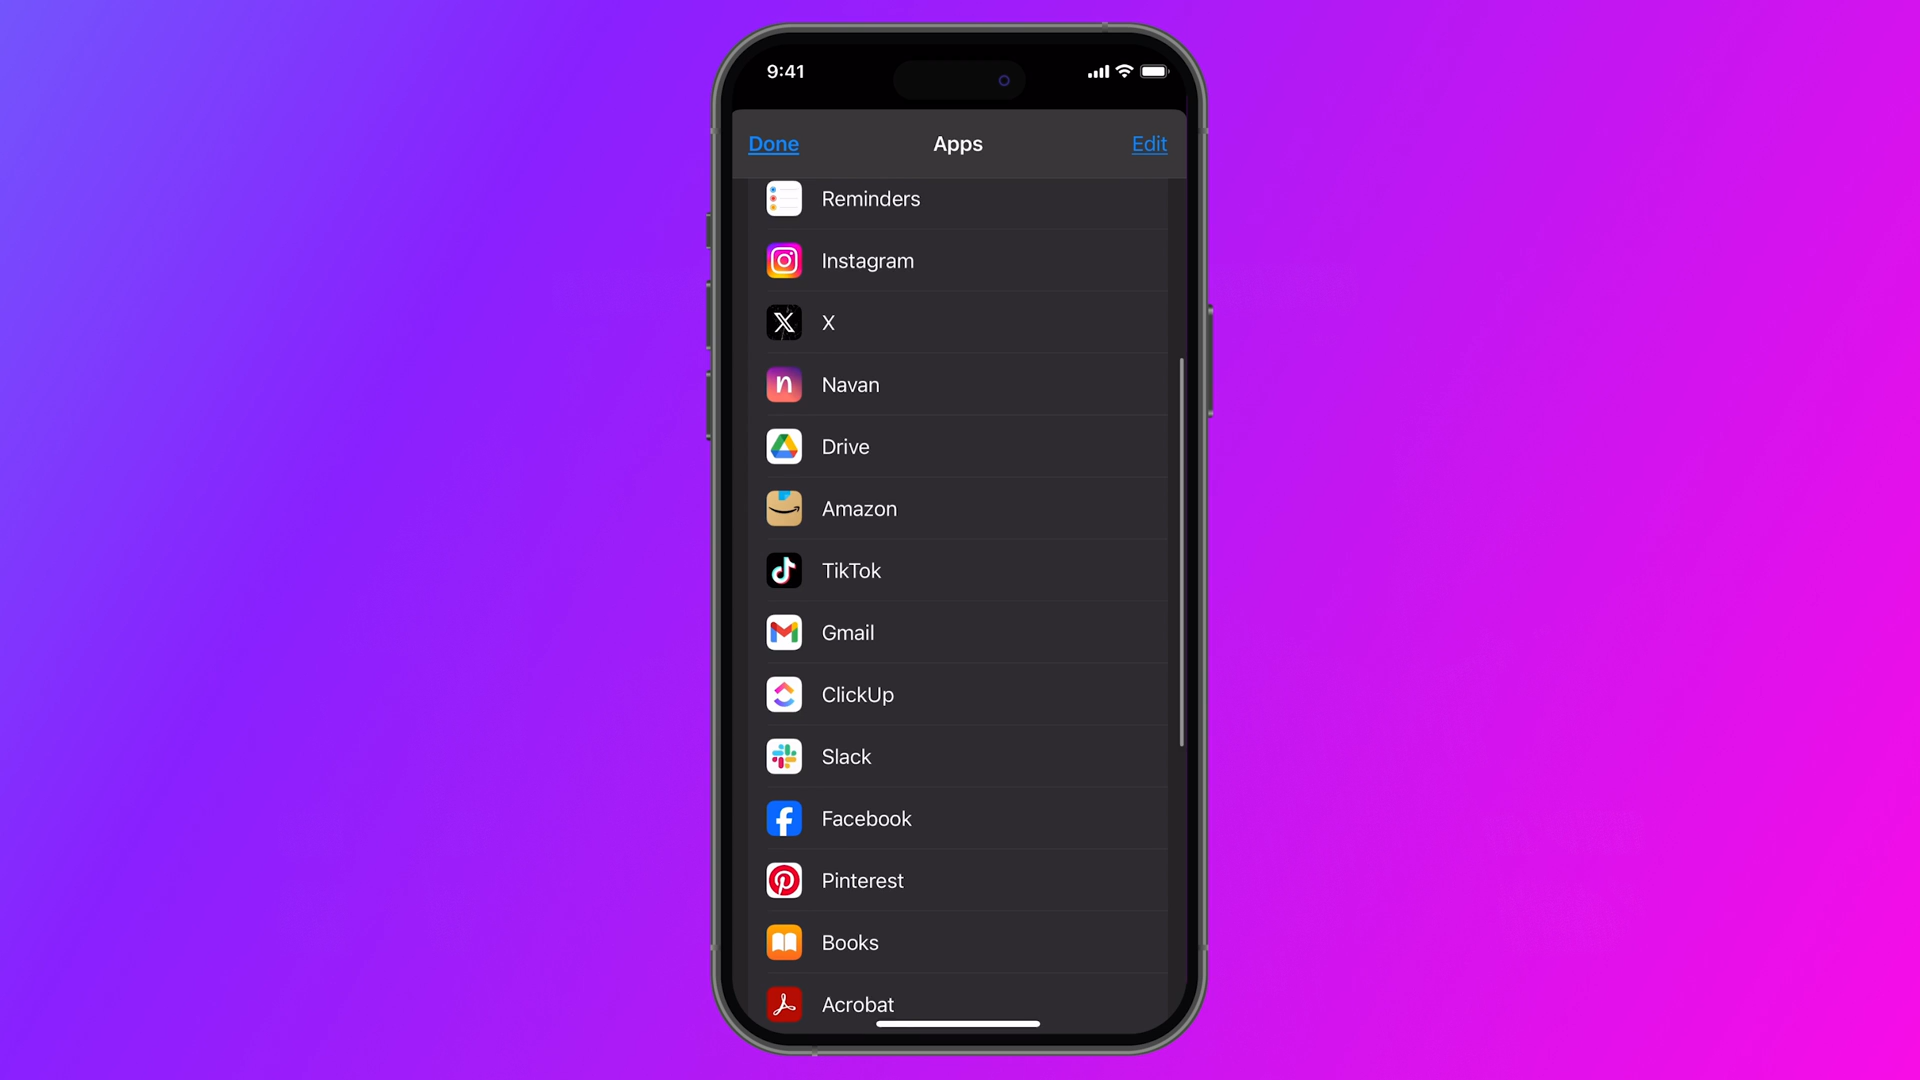 9:41
Done Apps Edit
Reminders
Instagram
X
Navan
Drive
Amazon
TikTok
Gmail
ClickUp
Slack
Facebook
Pinterest
Books
Acrobat